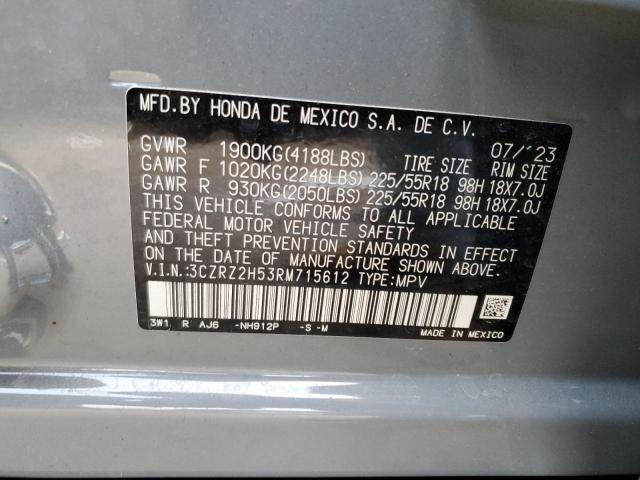 MFD.BY HONDA DE MEXICO S.A. DE C.V.
07/'23
GVWR 1900KG(4188LBS) TIRE SIZE RIM SIZE
GAWR F 1020KG(2248LBS) 225/55R18 98H 18X7.0J
GAWR R 930KG(2050LBS) 225/55R18 98H 18X7.0J
THIS VEHICLE CONFORMS TO ALL APPLICABLE
FEDERAL MOTOR VEHICLE SAFETY
AND THEFT PREVENTION STANDARDS IN EFFECT
ON THE DATE OF MANUFACTURE SHOWN ABOVE.
V.I.N.:3CZRZ2H53RM715612 TYPE:MPV
3W1 R AJ6 -NH912P -S -M
MADE IN MEXICO